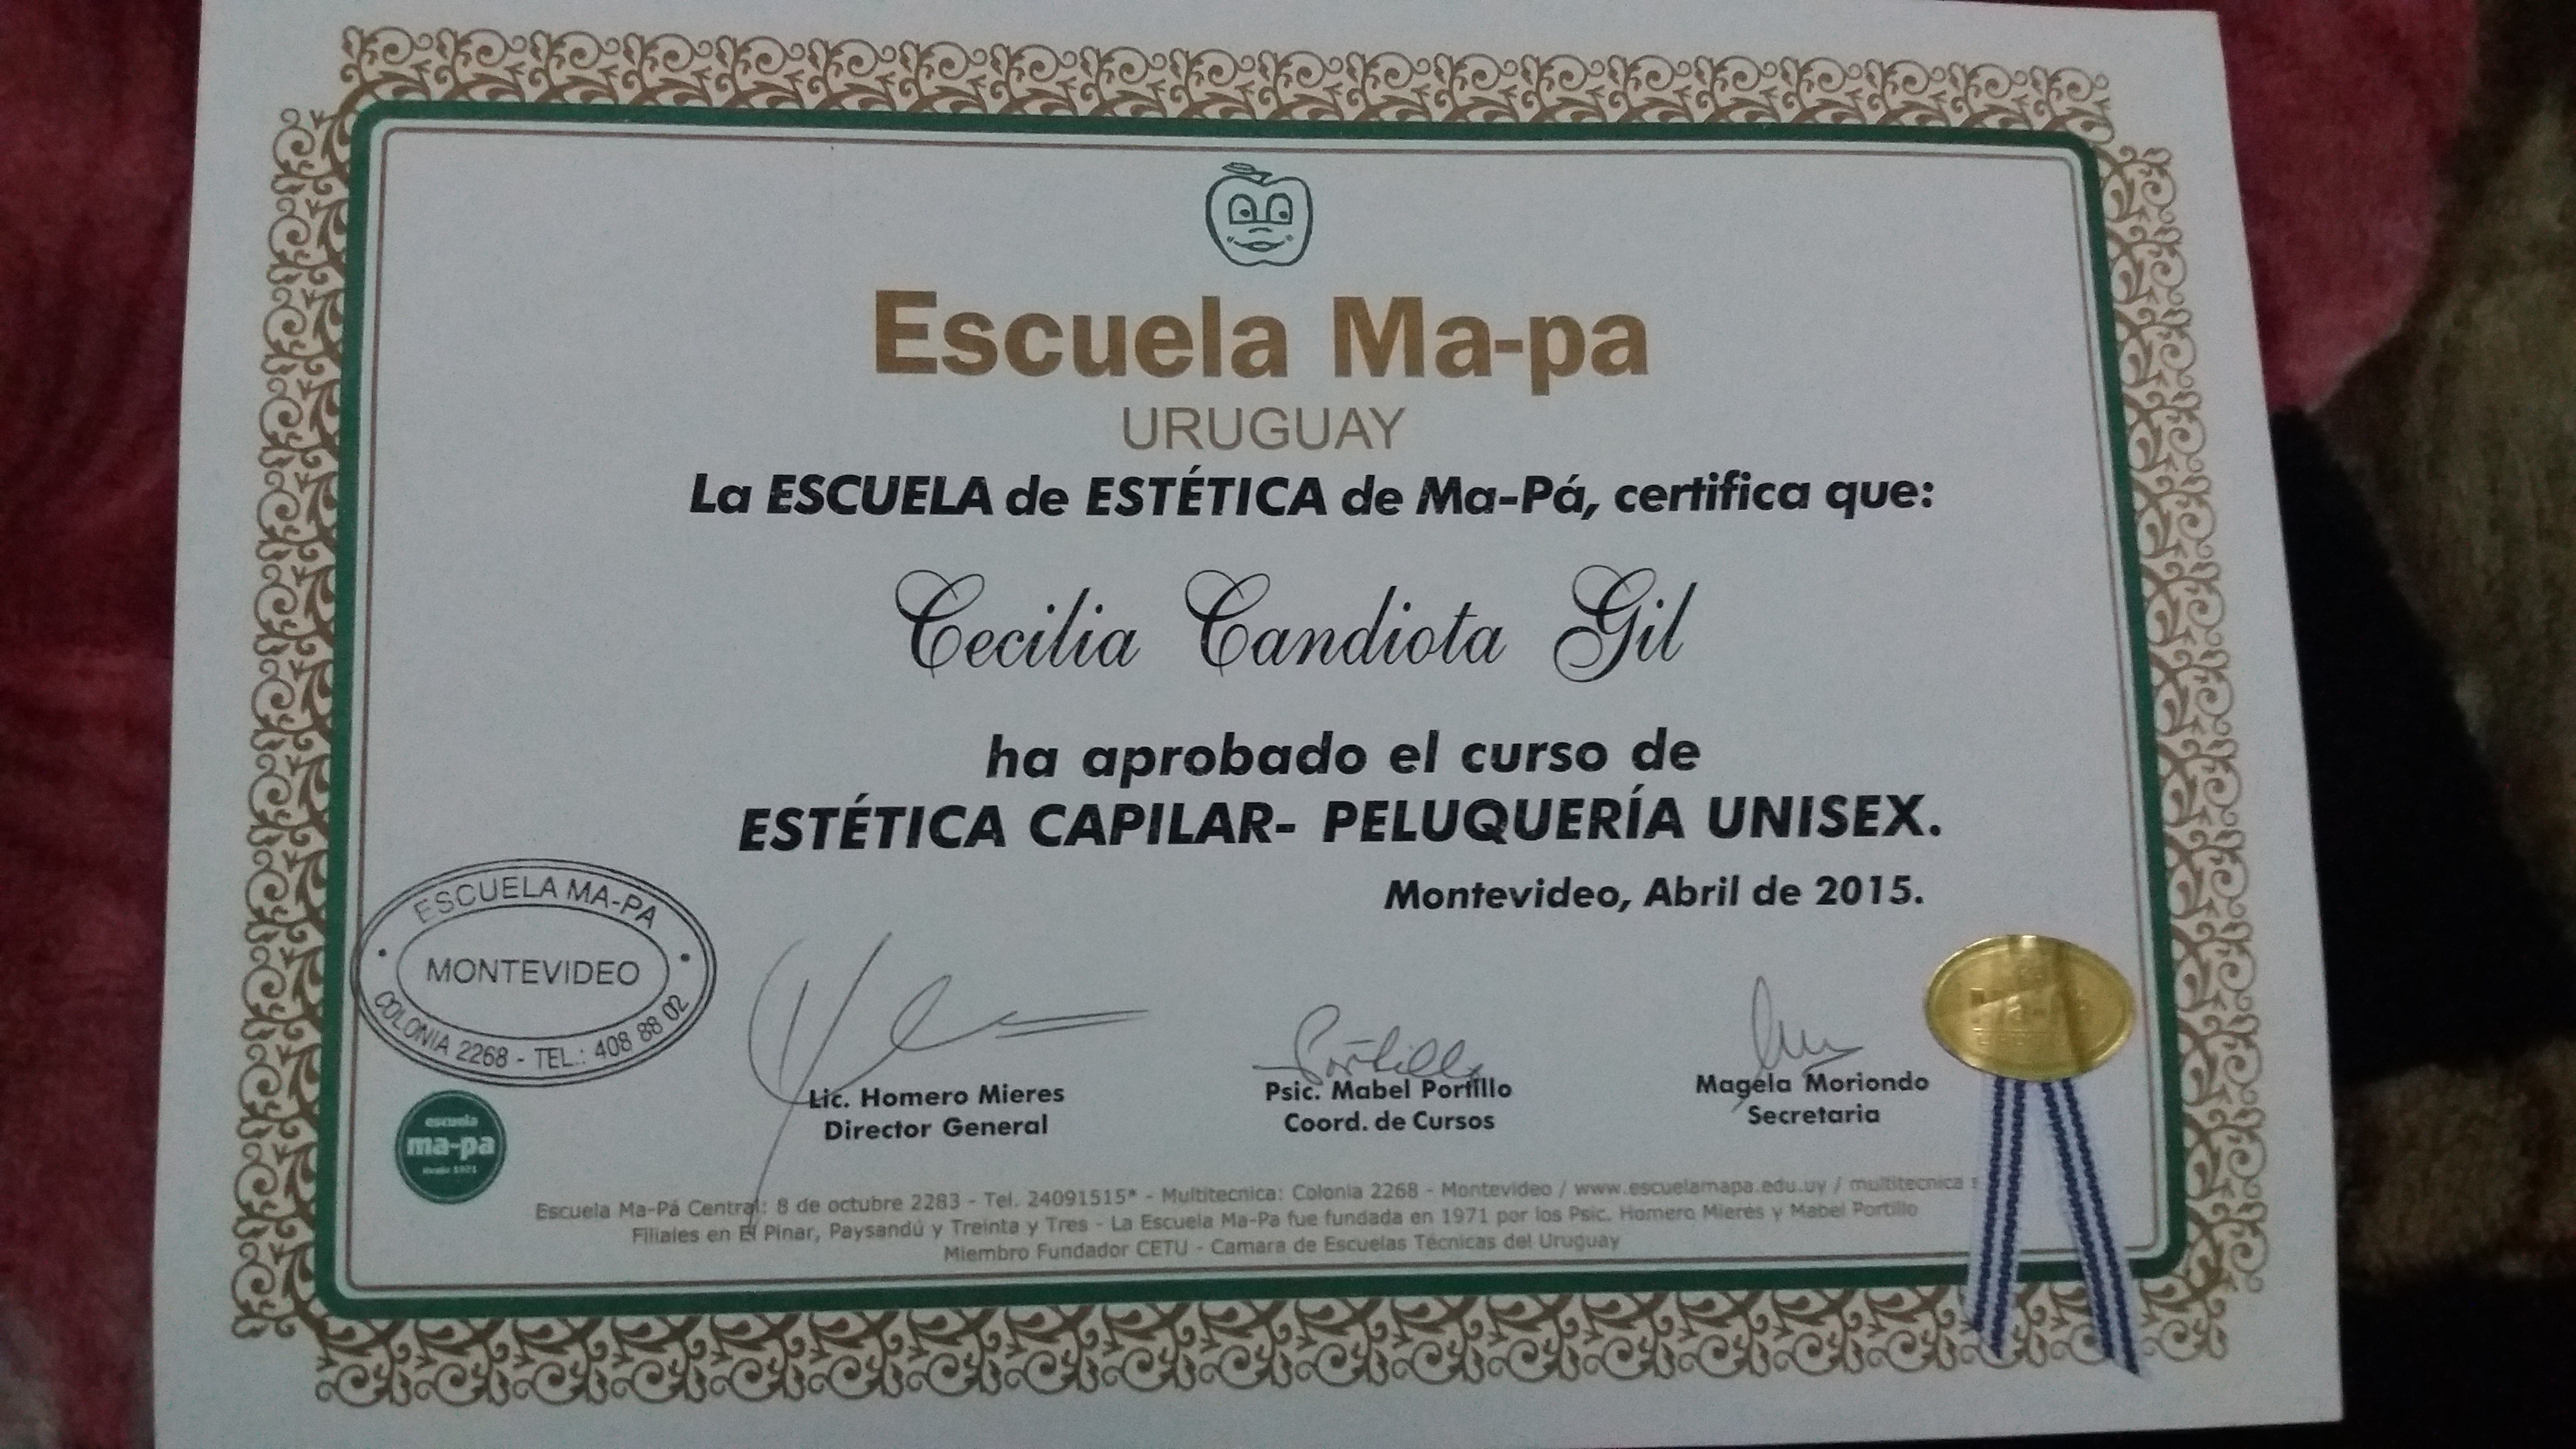 Escuela Ma-pa
URUGUAY
La ESCUELA de ESTÉTICA de Ma-Pá, certifica que:
Cecilia Candiota Gil
ha aprobado el curso de
ESTÉTICA CAPILAR- PELUQUERÍA UNISEX.
Montevideo, Abril de 2015.
ESCUELA MA-PA
MONTEVIDEO
COLONIA 2268 - TEL.: 408 88 02
Portillo
Lic. Homero Mieres
Director General
Psic. Mabel Portillo
Coord. de Cursos
Magela Moriondo
Secretaria
escuela
ma-pa
desde 1971
Escuela Ma-Pá Central: 8 de octubre 2283 - Tel. 24091515* - Multitecnica: Colonia 2268 - Montevideo / www.escuelamapa.edu.uy / multitecnica
Filiales en El Pinar, Paysandú y Treinta y Tres - La Escuela Ma-Pa fue fundada en 1971 por los Psic. Homero Mieres y Mabel Portillo
Miembro Fundador CETU - Camara de Escuelas Técnicas del Uruguay